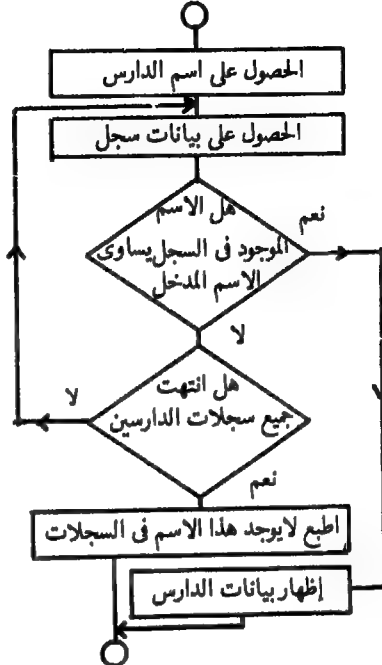 الحصول على اسم الدارس
الحصول على بيانات سجل
هل الاسم
الموجود فى السجل يساوى
الاسم المدخل
نعم
لا
هل انتهت
جميع سجلات الدارسين
لا
نعم
اطبع لايوجد هذا الاسم فى السجلات
إظهار بيانات الدارس